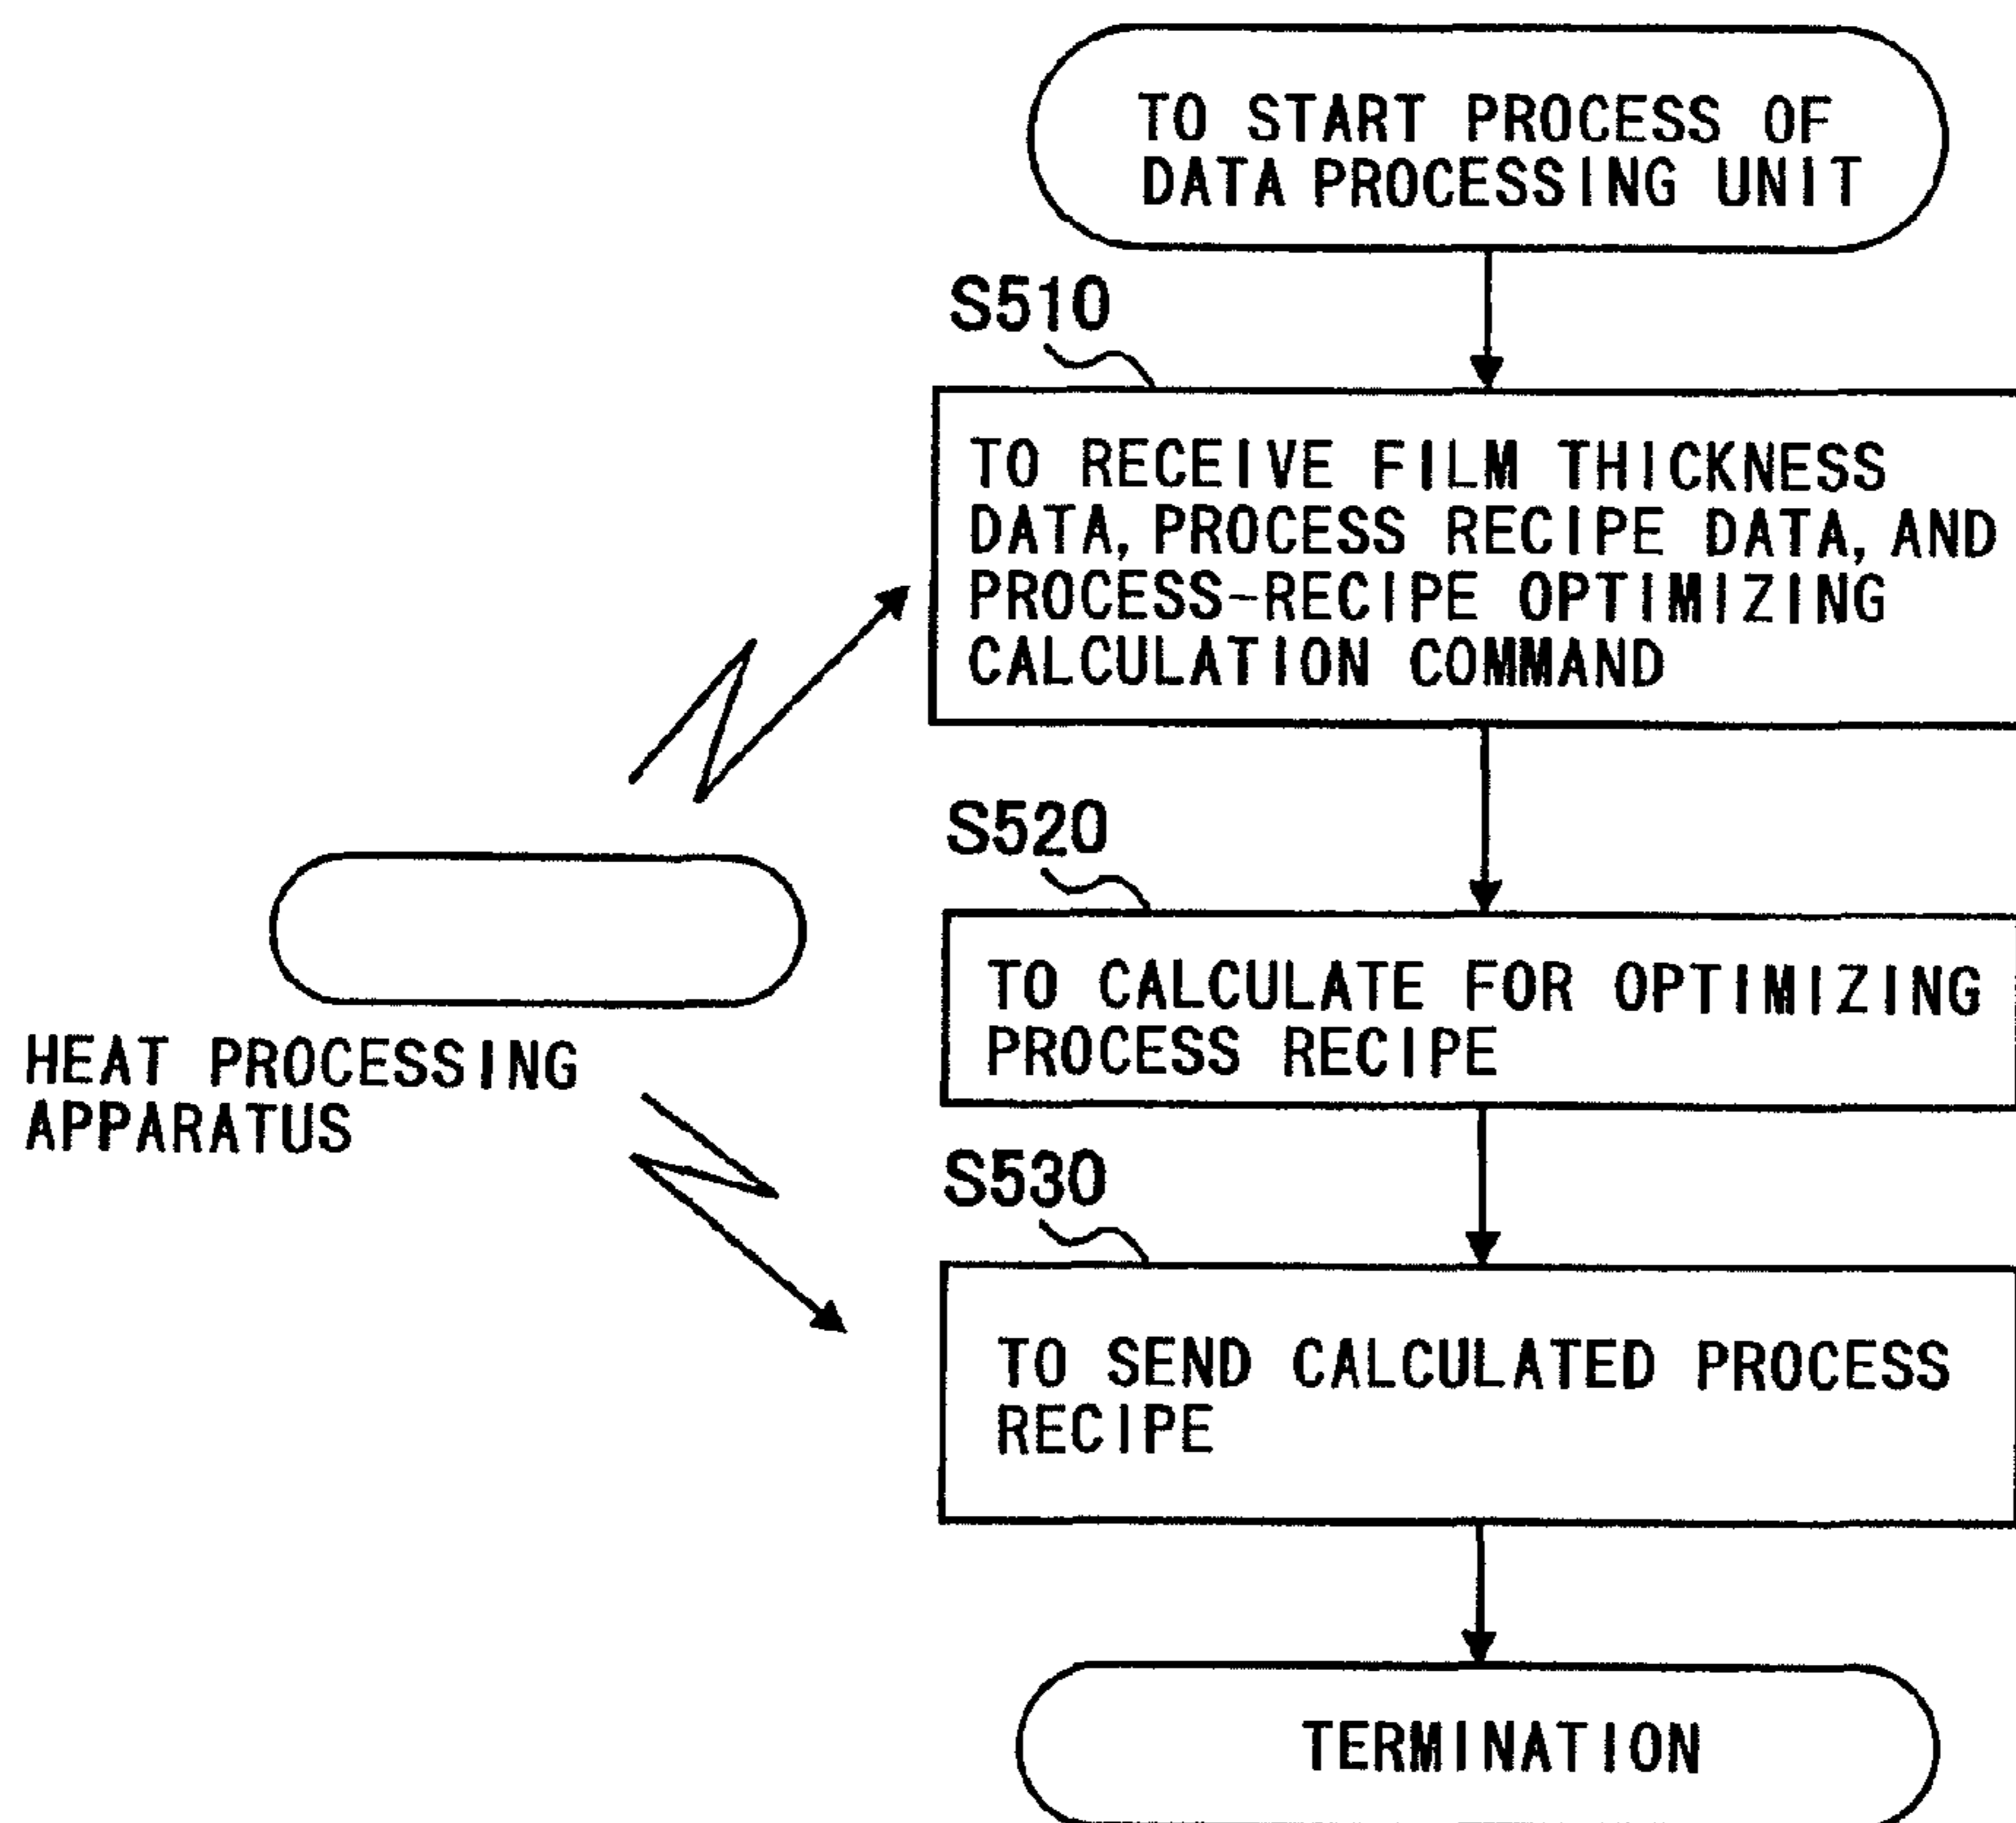 TO START PROCESS OF
DATA PROCESSING UNIT
S510
TO RECEIVE FILM THICKNESS
DATA, PROCESS RECIPE DATA, AND
PROCESS-RECIPE OPTIMIZING
CALCULATION COMMAND
S520
TO CALCULATE FOR OPTIMIZING
PROCESS RECIPE
HEAT PROCESSING
APPARATUS
S530
TO SEND CALCULATED PROCESS
RECIPE
TERMINATION